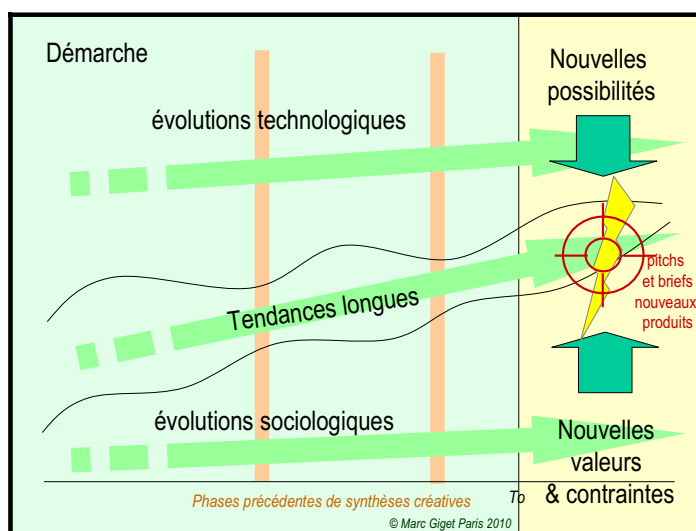 Démarche
Nouvelles
possibilités
évolutions technologiques
Tendances longues
pitchs
et briefs
nouveaux
produits
évolutions sociologiques
Nouvelles
valeurs
& contraintes
Phases précédentes de synthèses créatives
To
© Marc Giget Paris 2010